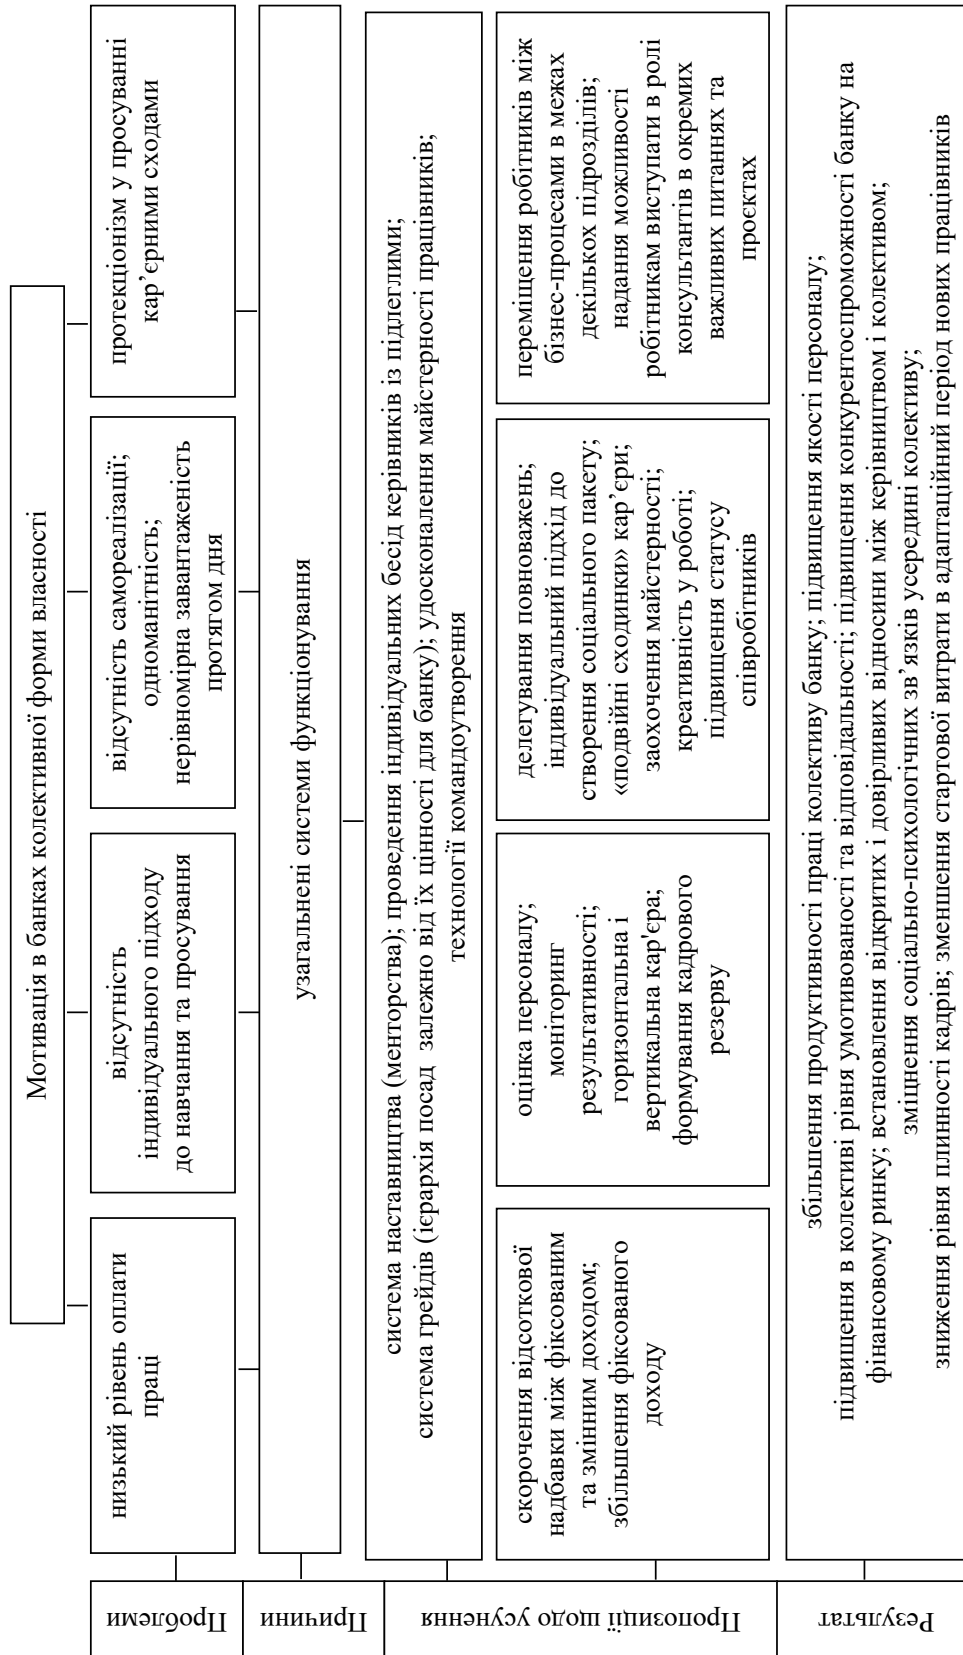 Мотивація в банках колективної форми власності
Проблеми
низький рівень оплати
праці
відсутність
індивідуального підходу
до навчання та просування
відсутність самореалізації;
одноманітність;
нерівномірна завантаженість
протягом дня
протекціонізм у просуванні
кар’єрними сходами
Причини
узагальнені системи функціонування
Пропозиції щодо усунення
система наставництва (менторства); проведення індивідуальних бесід керівників із підлеглими;
система грейдів (ієрархія посад залежно від їх цінності для банку); удосконалення майстерності працівників;
технології командоутворення
скорочення відсоткової
надбавки між фіксованим
та змінним доходом;
збільшення фіксованого
доходу
оцінка персоналу;
моніторинг
результативності;
горизонтальна і
вертикальна кар'єра;
формування кадрового
резерву
делегування повноважень;
індивідуальний підхід до
створення соціального пакету;
«подвійні сходинки» кар’єри;
заохочення майстерності;
креативність у роботі;
підвищення статусу
співробітників
переміщення робітників між
бізнес-процесами в межах
декількох підрозділів;
надання можливості
робітникам виступати в ролі
консультантів в окремих
важливих питаннях та
проєктах
Результат
збільшення продуктивності праці колективу банку; підвищення якості персоналу;
підвищення в колективі рівня умотивованості та відповідальності; підвищення конкурентоспроможності банку на
фінансовому ринку; встановлення відкритих і довірливих відносини між керівництвом і колективом;
зміцнення соціально-психологічних зв’язків усередині колективу;
зниження рівня плинності кадрів; зменшення стартової витрати в адаптаційний період нових працівників